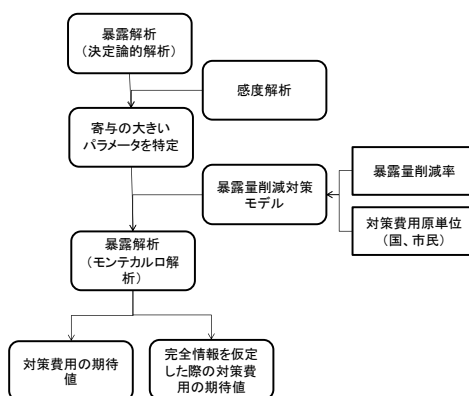 暴露解析
（決定論的解析）
感度解析
寄与の大きい
パラメータを特定
暴露量削減対策
モデル
暴露量削減率
対策費用原単位
（国、市民）
暴露解析
（モンテカルロ解
析）
対策費用の期待
値
完全情報を仮定
した際の対策費
用の期待値